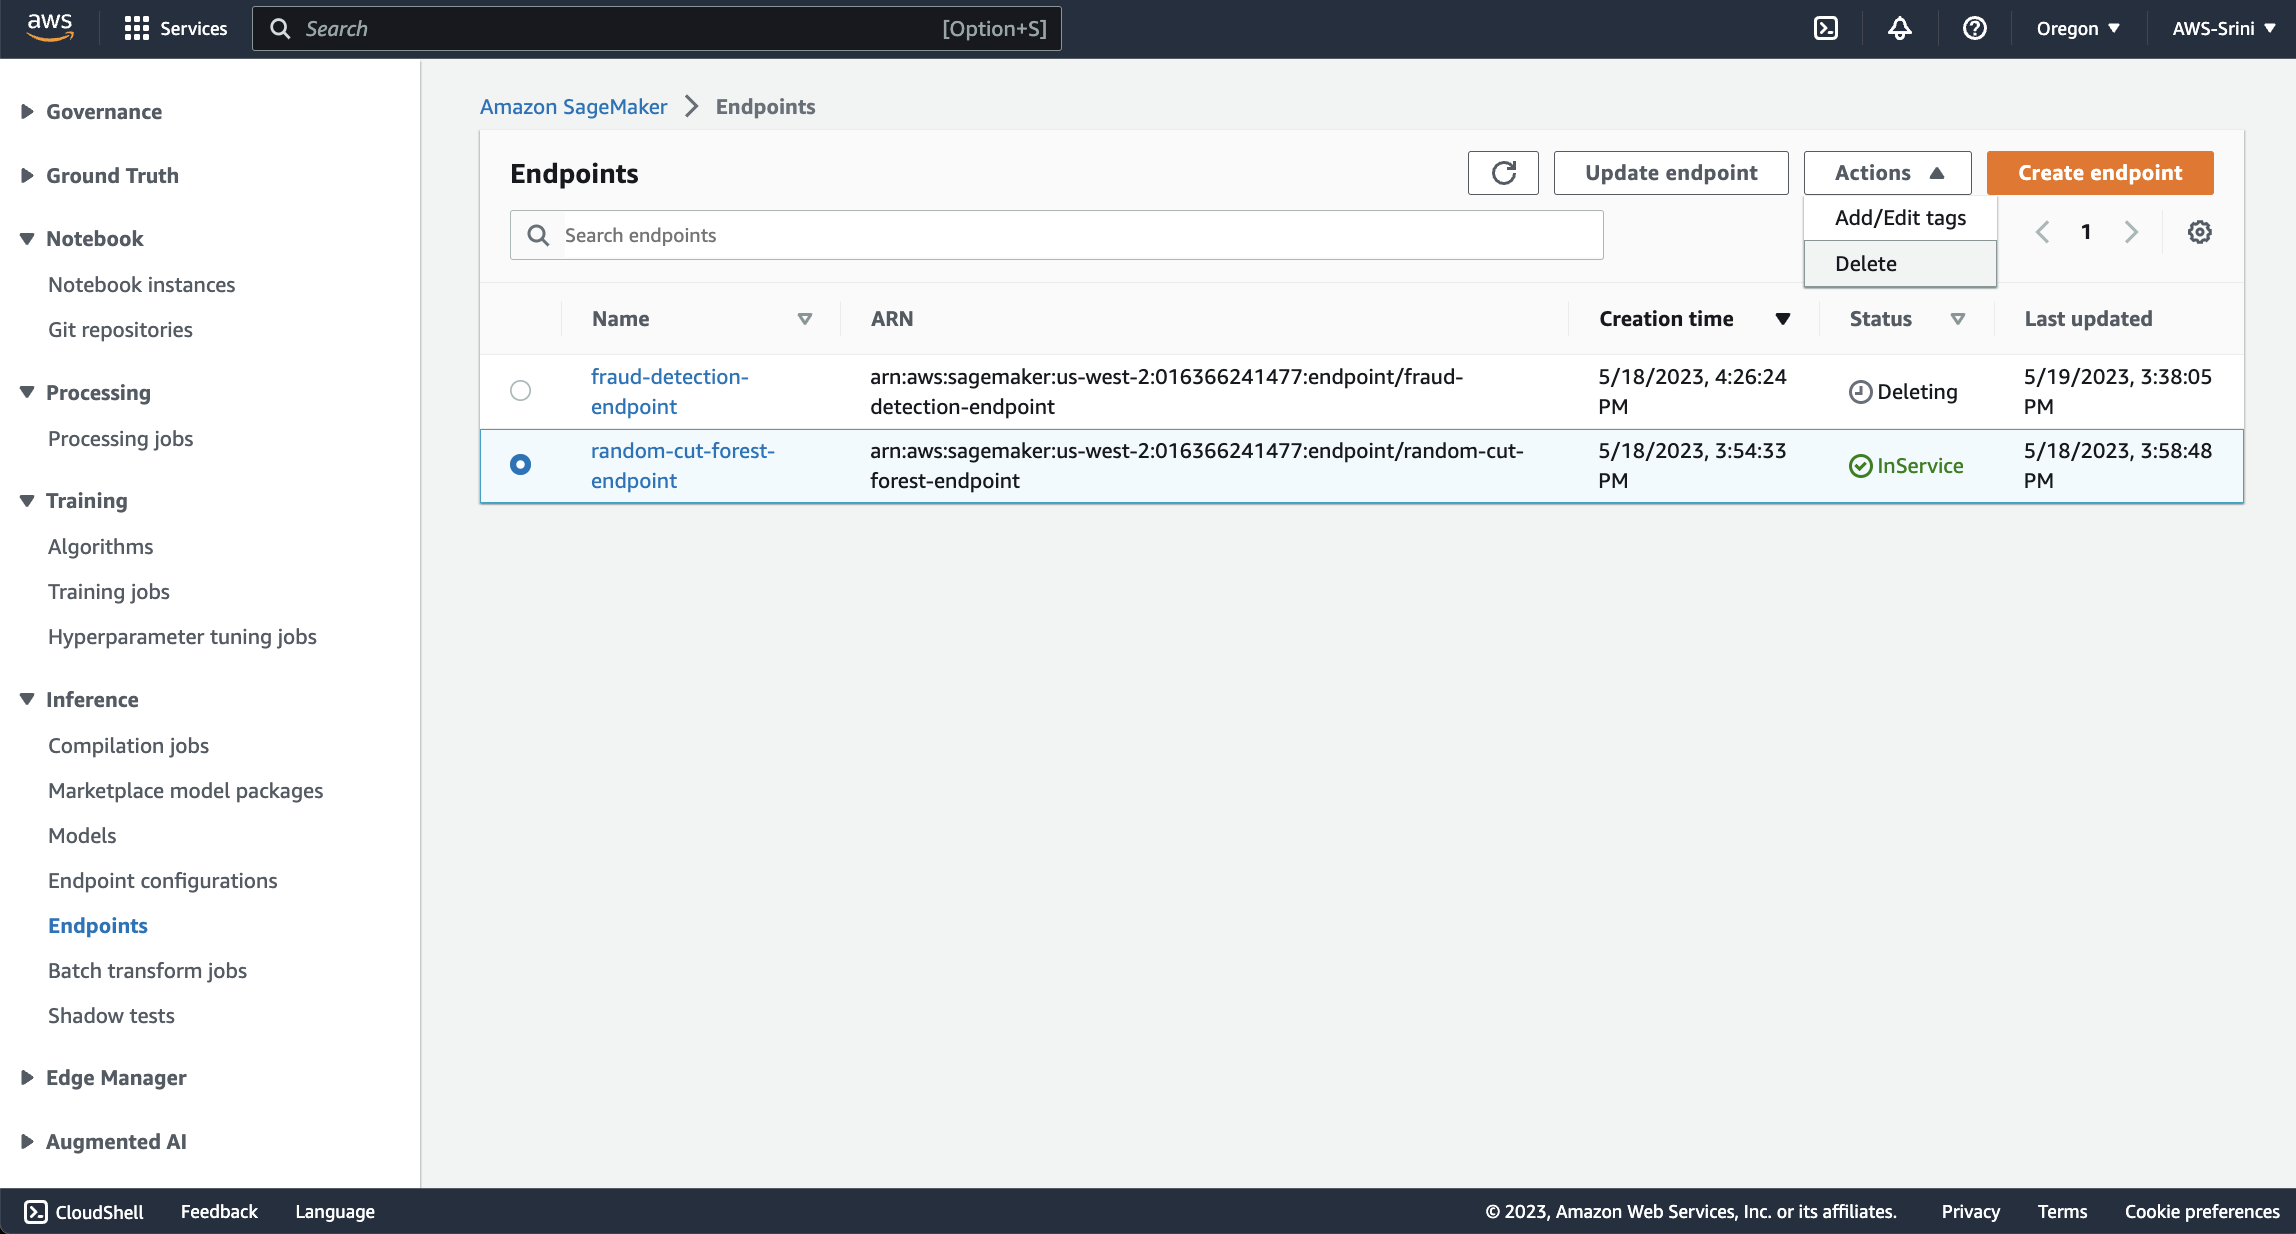 aws
Services
Search
[Option+S]
Oregon
AWS-Srini
Governance
Ground Truth
Notebook
Notebook instances
Git repositories
Processing
Processing jobs
Training
Algorithms
Training jobs
Hyperparameter tuning jobs
Inference
Compilation jobs
Marketplace model packages
Models
Endpoint configurations
Endpoints
Batch transform jobs
Shadow tests
Edge Manager
Augmented AI
Amazon SageMaker
Endpoints
Endpoints
Update endpoint
Actions
Create endpoint
Add/Edit tags
Delete
Search endpoints
1
Name
ARN
Creation time
Status
Last updated
fraud-detection-
endpoint
arn:aws:sagemaker:us-west-2:016366241477:endpoint/fraud-
detection-endpoint
5/18/2023, 4:26:24
PM
Deleting
5/19/2023, 3:38:05
PM
random-cut-forest-
endpoint
arn:aws:sagemaker:us-west-2:016366241477:endpoint/random-cut-
forest-endpoint
5/18/2023, 3:54:33
PM
InService
5/18/2023, 3:58:48
PM
CloudShell
Feedback
Language
© 2023, Amazon Web Services, Inc. or its affiliates.
Privacy
Terms
Cookie preferences